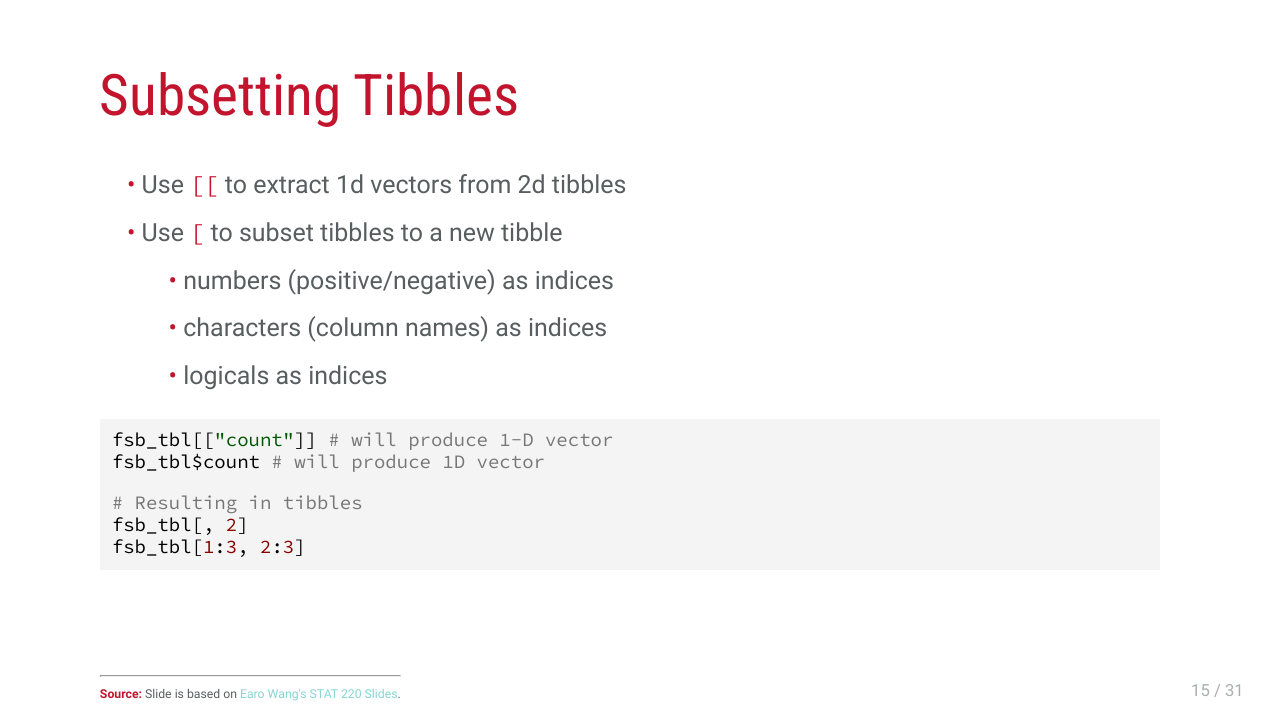 Subsetting Tibbles
• Use [[ to extract 1d vectors from 2d tibbles
• Use [ to subset tibbles to a new tibble
• numbers (positive/negative) as indices
• characters (column names) as indices
• logicals as indices
fsb_tbl[["count"]] # will produce 1-D vector
fsb_tbl$count # will produce 1D vector
# Resulting in tibbles
fsb_tbl[, 2]
fsb_tbl[1:3, 2:3]
Source: Slide is based on Earo Wang's STAT 220 Slides.
15 / 31